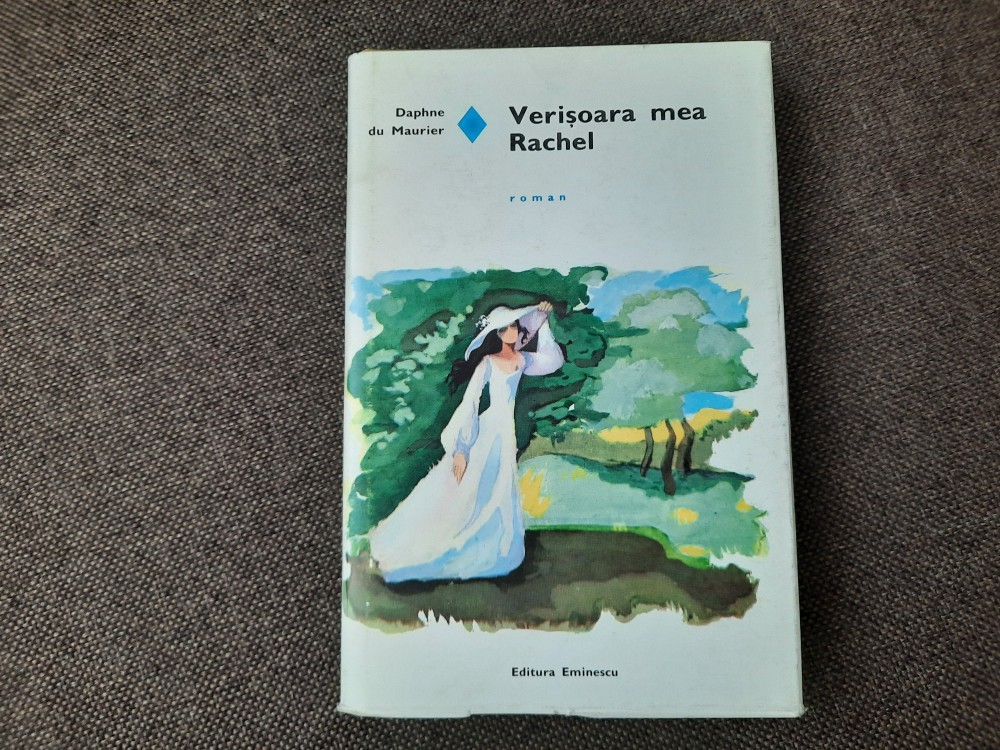 Daphne
du Maurier
Verișoara mea
Rachel
roman
Editura Eminescu